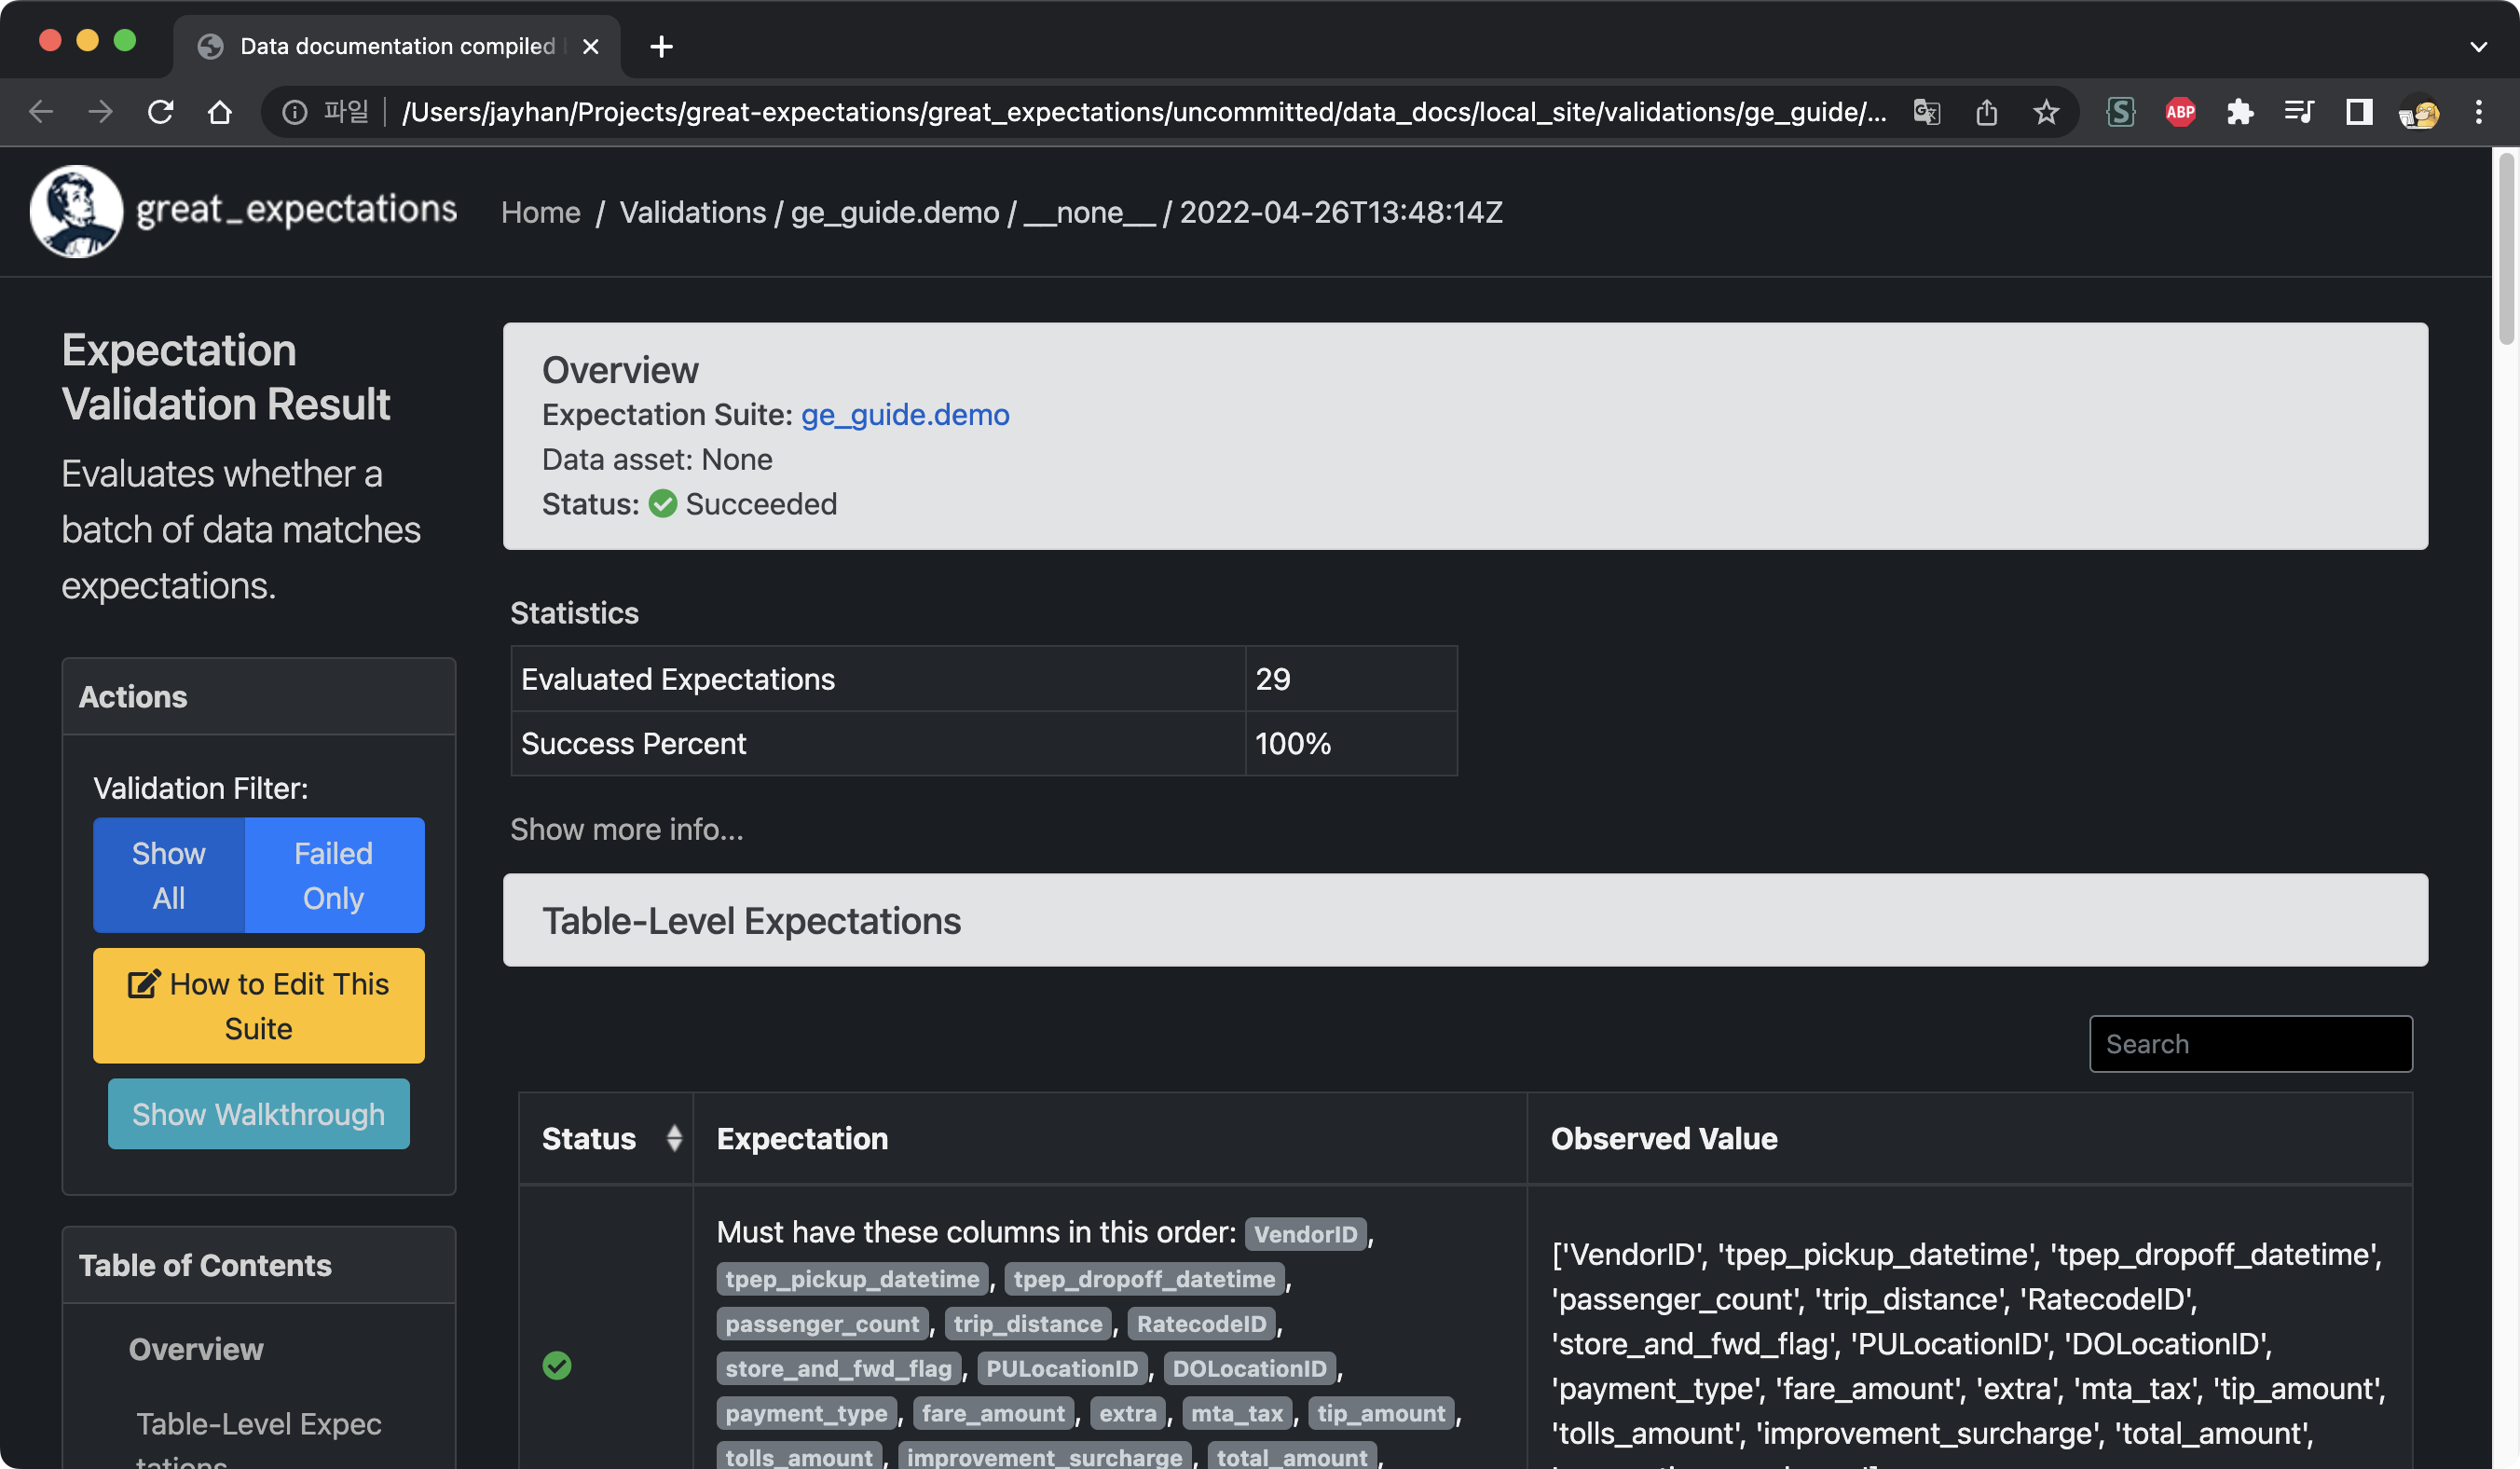 Data documentation compiled
파일
/Users/jayhan/Projects/great-expectations/great_expectations/uncommitted/data_docs/local_site/validations/ge_guide/...
ABP
great_expectations
Home / Validations / ge_guide.demo / __none__ / 2022-04-26T13:48:14Z
Expectation
Validation Result
Evaluates whether a
batch of data matches
expectations.
Actions
Validation Filter:
Show
All
Failed
Only
How to Edit This
Suite
Show Walkthrough
Table of Contents
Overview
Table-Level Expec
tations
Overview
Expectation Suite: ge_guide.demo
Data asset: None
Status: Succeeded
Statistics
Evaluated Expectations 29
Success Percent 100%
Show more info...
Table-Level Expectations
Search
Status Expectation Observed Value
Must have these columns in this order: VendorID,
tpep_pickup_datetime, tpep_dropoff_datetime,
passenger_count, trip_distance, RatecodeID,
store_and_fwd_flag, PULocationID, DOLocationID,
payment_type, fare_amount, extra, mta_tax, tip_amount,
tolls_amount, improvement_surcharge, total_amount,
['VendorID', 'tpep_pickup_datetime', 'tpep_dropoff_datetime',
'passenger_count', 'trip_distance', 'RatecodeID',
'store_and_fwd_flag', 'PULocationID', 'DOLocationID',
'payment_type', 'fare_amount', 'extra', 'mta_tax', 'tip_amount',
'tolls_amount', 'improvement_surcharge', 'total_amount',